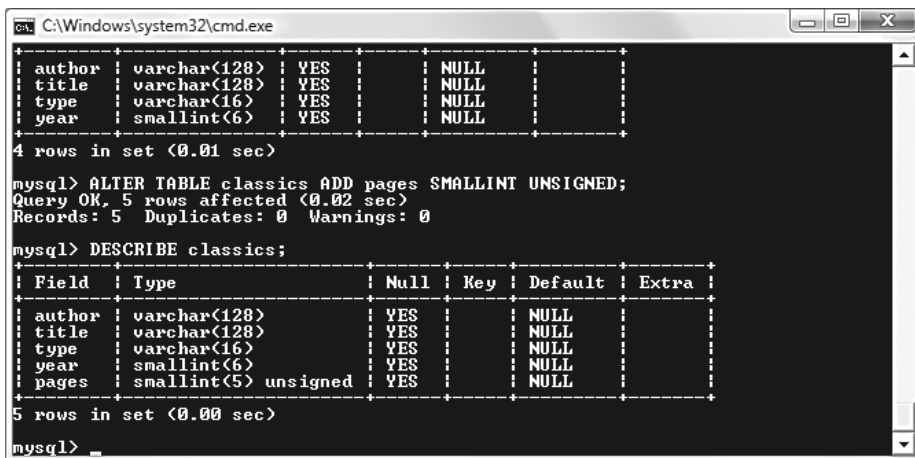 C:\Windows\system32\cmd.exe
+--------+--------------+------+-----+---------+-------+
| author | varchar(128) | YES | | NULL | |
| title | varchar(128) | YES | | NULL | |
| type | varchar(16) | YES | | NULL | |
| year | smallint(6) | YES | | NULL | |
+--------+--------------+------+-----+---------+-------+
4 rows in set (0.01 sec)
mysql> ALTER TABLE classics ADD pages SMALLINT UNSIGNED;
Query OK, 5 rows affected (0.02 sec)
Records: 5 Duplicates: 0 Warnings: 0
mysql> DESCRIBE classics;
+--------+----------------------+------+-----+---------+-------+
| Field | Type | Null | Key | Default | Extra |
+--------+----------------------+------+-----+---------+-------+
| author | varchar(128) | YES | | NULL | |
| title | varchar(128) | YES | | NULL | |
| type | varchar(16) | YES | | NULL | |
| year | smallint(6) | YES | | NULL | |
| pages | smallint(5) unsigned | YES | | NULL | |
+--------+----------------------+------+-----+---------+-------+
5 rows in set (0.00 sec)
mysql> _